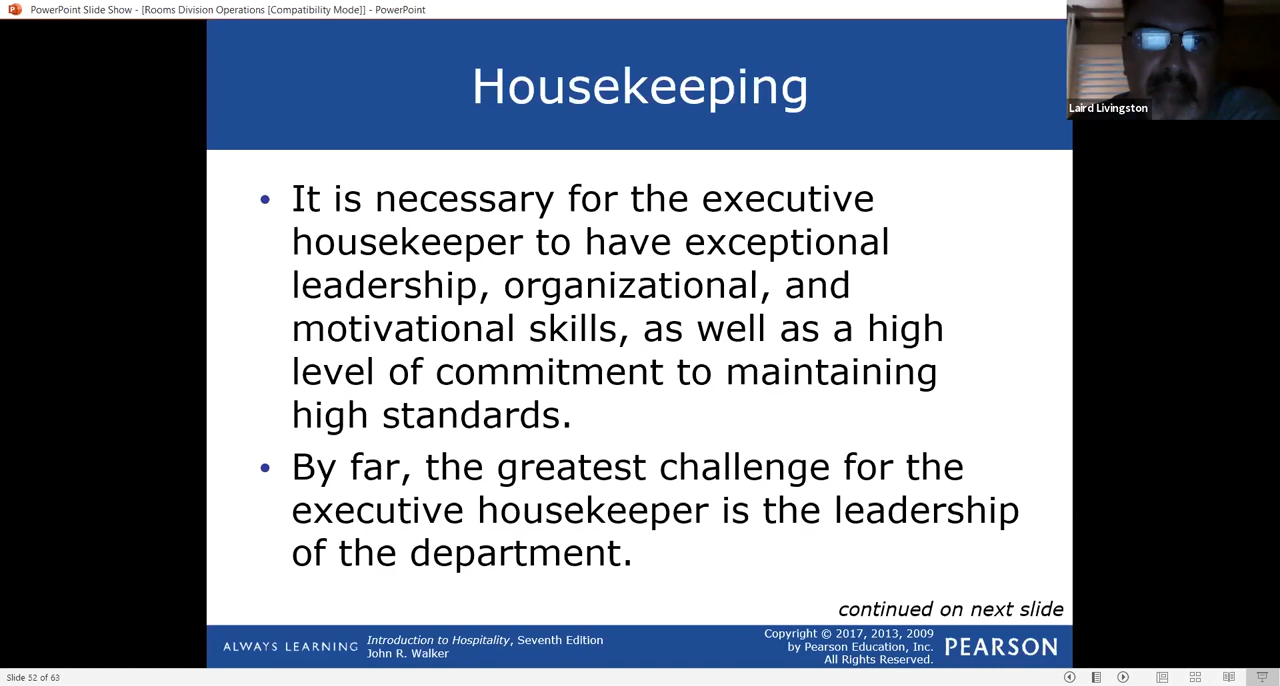 PowerPoint Slide Show - [Rooms Division Operations [Compatibility Mode]] - PowerPoint
Laird Livingston
Housekeeping
• It is necessary for the executive
housekeeper to have exceptional
leadership, organizational, and
motivational skills, as well as a high
level of commitment to maintaining
high standards.
• By far, the greatest challenge for the
executive housekeeper is the leadership
of the department.
continued on next slide
ALWAYS LEARNING
Introduction to Hospitality, Seventh Edition
John R. Walker
Copyright © 2017, 2013, 2009
by Pearson Education, Inc.
All Rights Reserved.
PEARSON
Slide 52 of 63